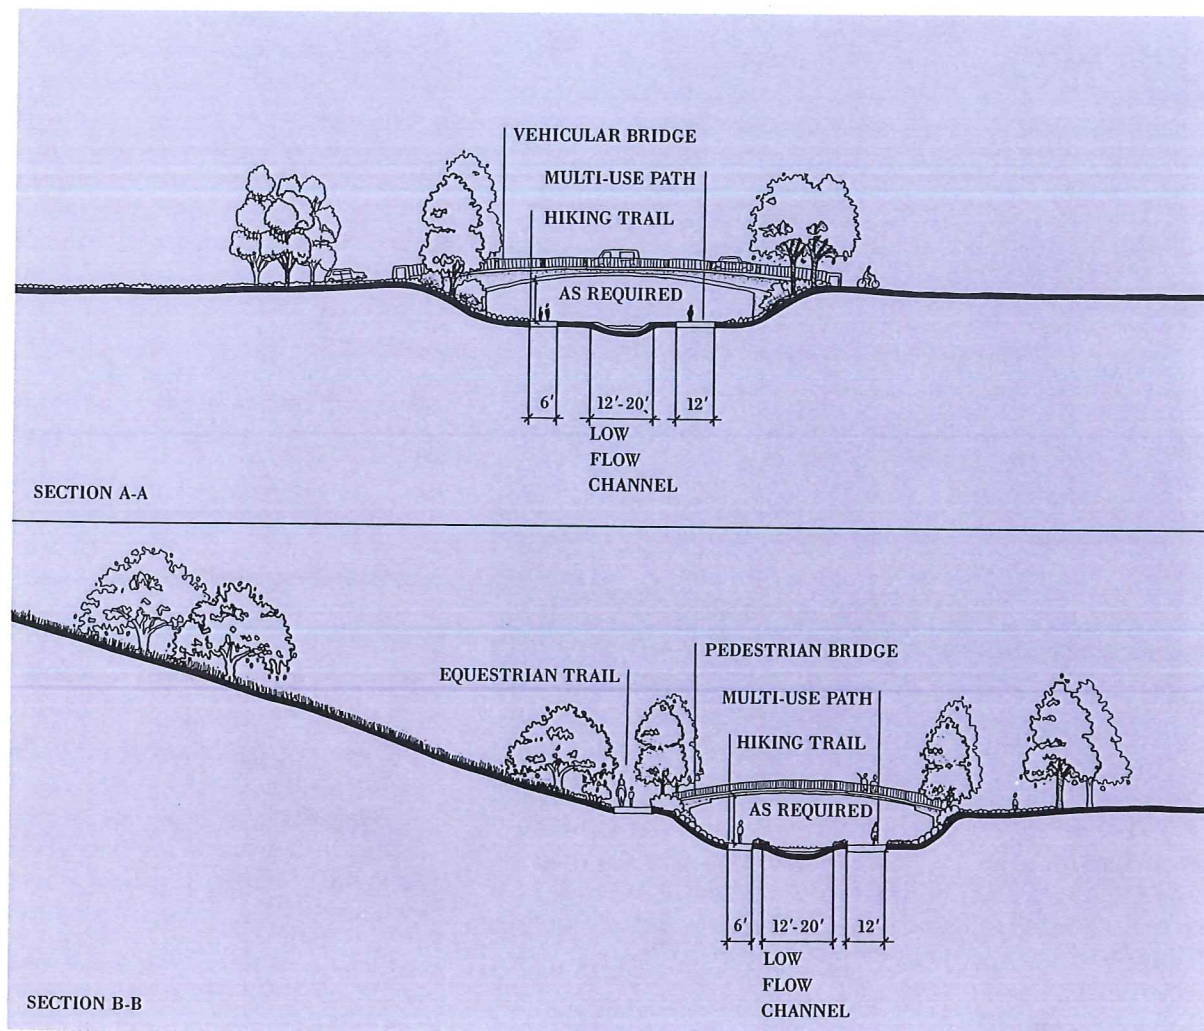 VEHICULAR BRIDGE
MULTI-USE PATH
HIKING TRAIL
AS REQUIRED
6' 12'-20' 12'
LOW
FLOW
CHANNEL
SECTION A-A
PEDESTRIAN BRIDGE
EQUESTRIAN TRAIL
MULTI-USE PATH
HIKING TRAIL
AS REQUIRED
6' 12'-20' 12'
LOW
FLOW
CHANNEL
SECTION B-B